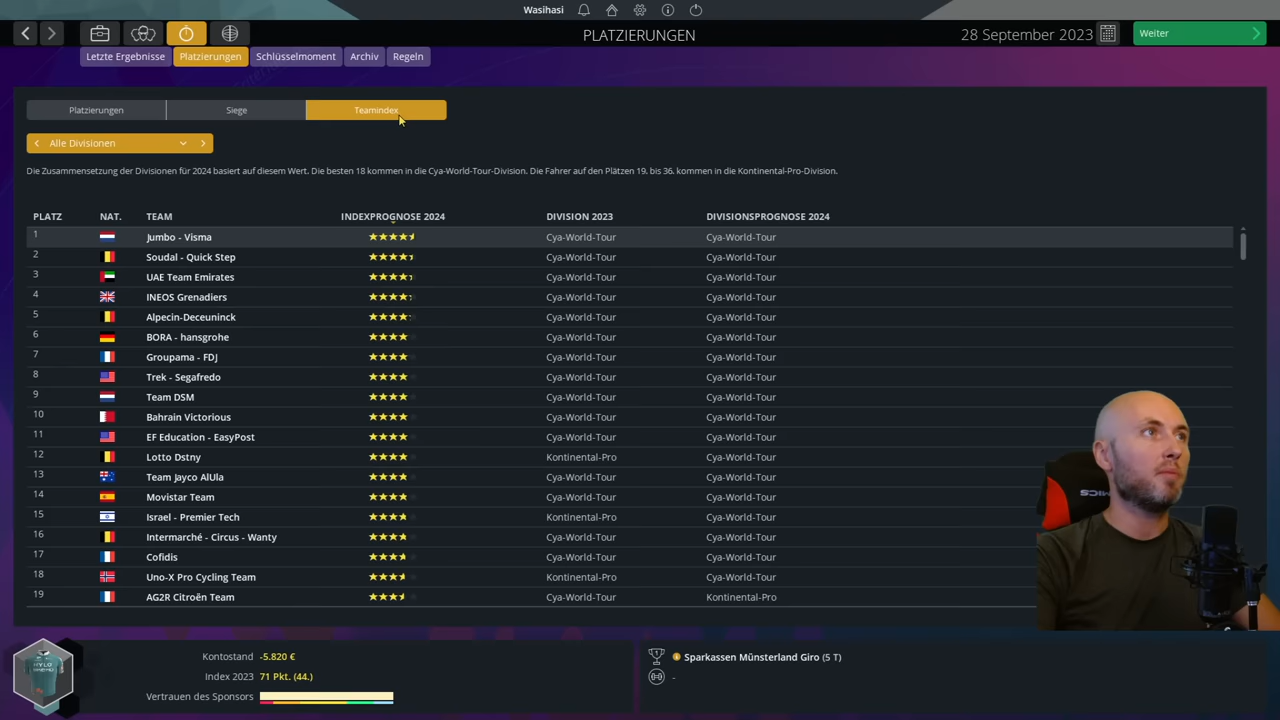 Wasihasi
PLATZIERUNGEN
28 September 2023
Weiter
Letzte Ergebnisse Platzierungen Schlüsselmoment Archiv Regeln
Platzierungen Siege Teamindex
Alle Divisionen
Die Zusammensetzung der Divisionen für 2024 basiert auf diesem Wert. Die besten 18 kommen in die Cya-World-Tour-Division. Die Fahrer auf den Plätzen 19. bis 36. kommen in die Kontinental-Pro-Division.
PLATZ NAT. TEAM INDEXPROGNOSE 2024 DIVISION 2023 DIVISIONSPROGNOSE 2024
1 Jumbo - Visma Cya-World-Tour Cya-World-Tour
2 Soudal - Quick Step Cya-World-Tour Cya-World-Tour
3 UAE Team Emirates Cya-World-Tour Cya-World-Tour
4 INEOS Grenadiers Cya-World-Tour Cya-World-Tour
5 Alpecin-Deceuninck Cya-World-Tour Cya-World-Tour
6 BORA - hansgrohe Cya-World-Tour Cya-World-Tour
7 Groupama - FDJ Cya-World-Tour Cya-World-Tour
8 Trek - Segafredo Cya-World-Tour Cya-World-Tour
9 Team DSM Cya-World-Tour Cya-World-Tour
10 Bahrain Victorious Cya-World-Tour Cya-World-Tour
11 EF Education - EasyPost Cya-World-Tour Cya-World-Tour
12 Lotto Dstny Kontinental-Pro Cya-World-Tour
13 Team Jayco AlUla Cya-World-Tour Cya-World-Tour
14 Movistar Team Cya-World-Tour Cya-World-Tour
15 Israel - Premier Tech Kontinental-Pro Cya-World-Tour
16 Intermarché - Circus - Wanty Cya-World-Tour Cya-World-Tour
17 Cofidis Cya-World-Tour Cya-World-Tour
18 Uno-X Pro Cycling Team Kontinental-Pro Cya-World-Tour
19 AG2R Citroën Team Cya-World-Tour Kontinental-Pro
Kontostand -5.820 €
Index 2023 71 Pkt. (44.)
Vertrauen des Sponsors
Sparkassen Münsterland Giro (5 T)
-